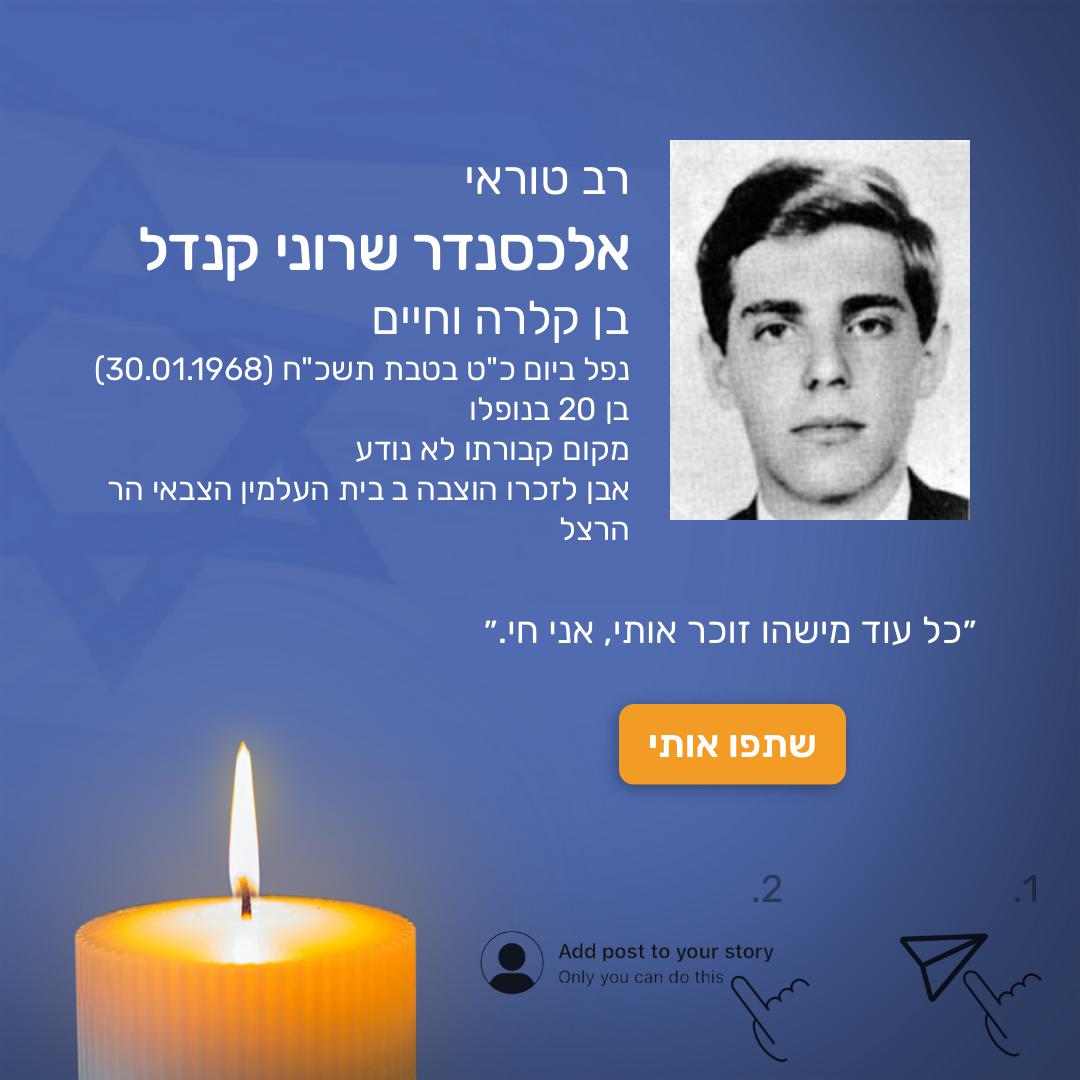 רב טוראי
אלכסנדר שרוני קנדל
בן קלרה וחיים
נפל ביום כ"ט בטבת תשכ"ח (30.01.1968)
בן 20 בנופלו
מקום קבורתו לא נודע
אבן לזכרו הוצבה ב בית העלמין הצבאי הר
הרצל
״כל עוד מישהו זוכר אותי, אני חי.״
שתפו אותי
1.
2.
Add post to your story
Only you can do this